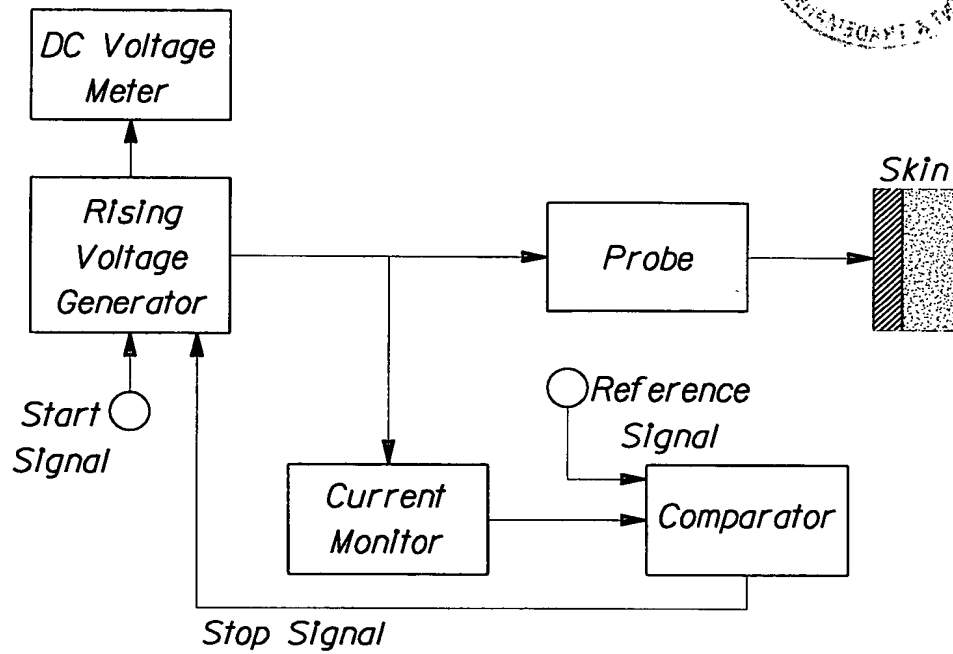 DC Voltage
Meter
Rising
Voltage
Generator
Start
Signal
Probe
Skin
Reference
Signal
Current
Monitor
Comparator
Stop Signal